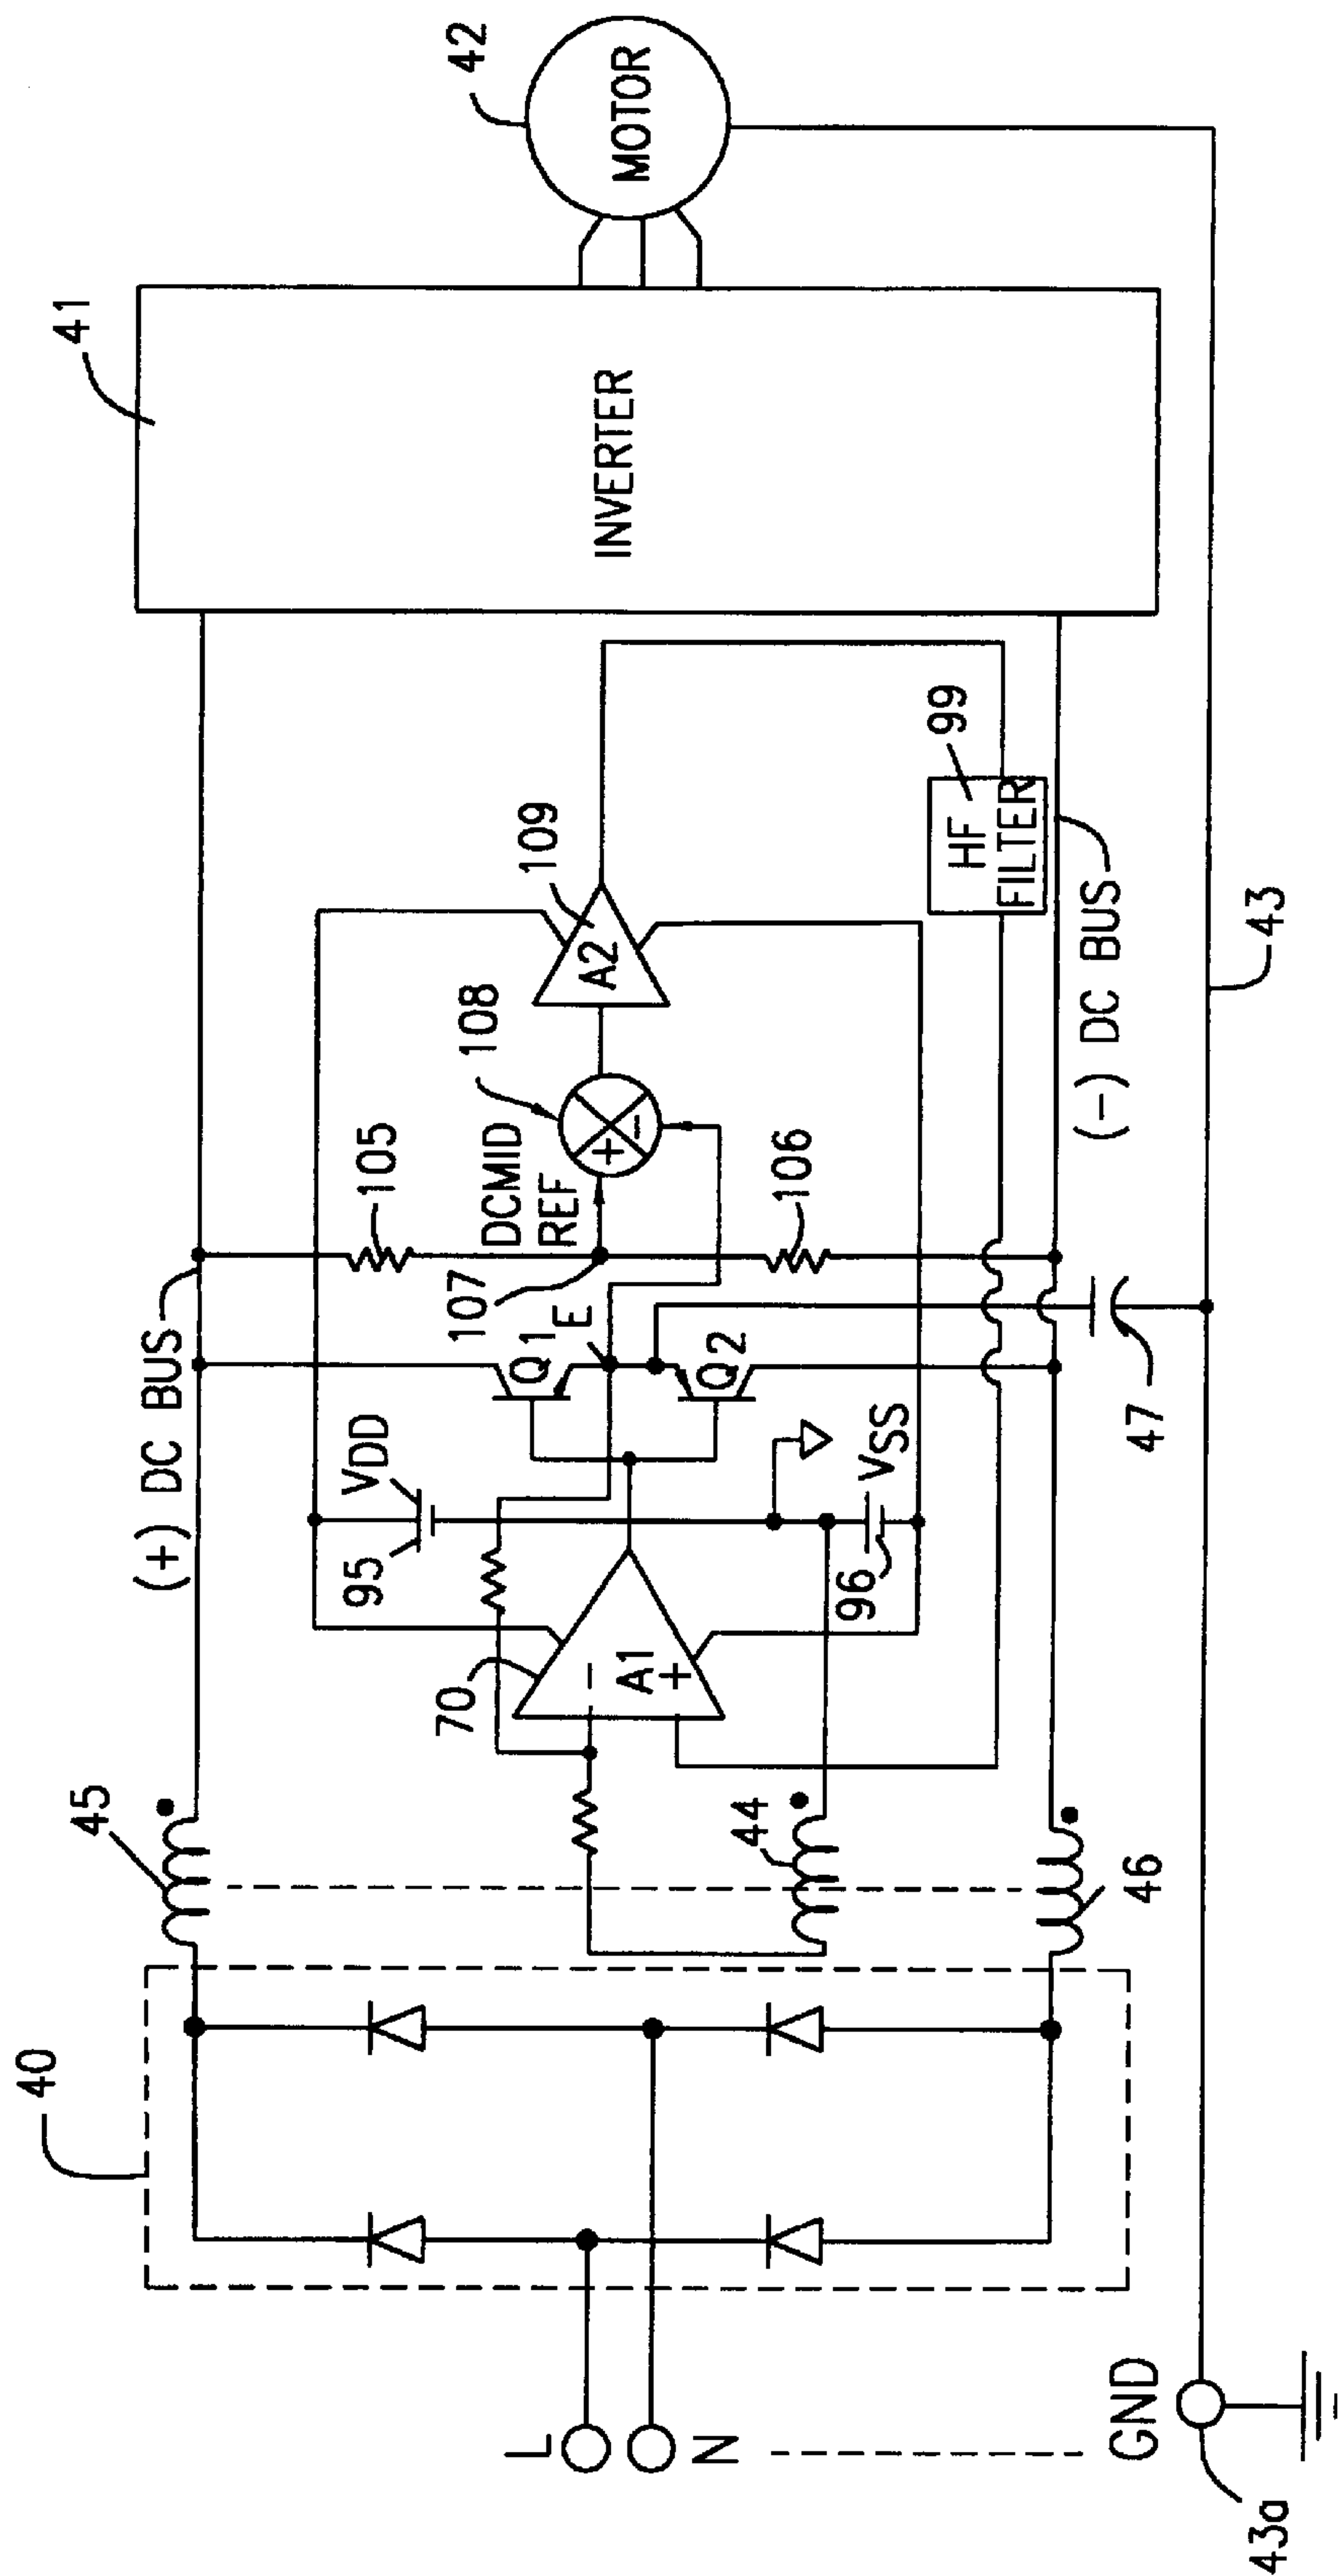 40
45
(+) DC BUS
41
42
MOTOR
INVERTER
95
VDD
Q1
E
107
105
DCMID
REF
108
+
−
A2
109
70
−
A1
+
Q2
106
96
VSS
HF
FILTER
99
44
46
47
(-) DC BUS
43
L
N
GND
43a